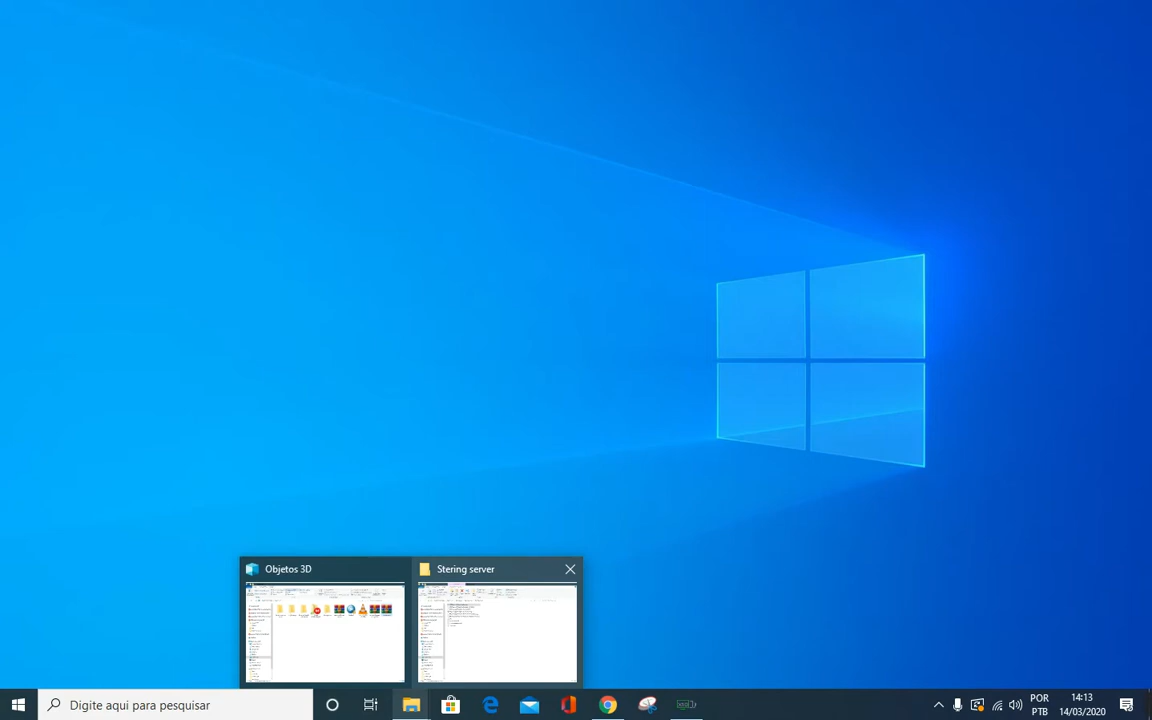 Objetos 3D
Stering server
Digite aqui para pesquisar
POR
PTB
14:13
14/03/2020